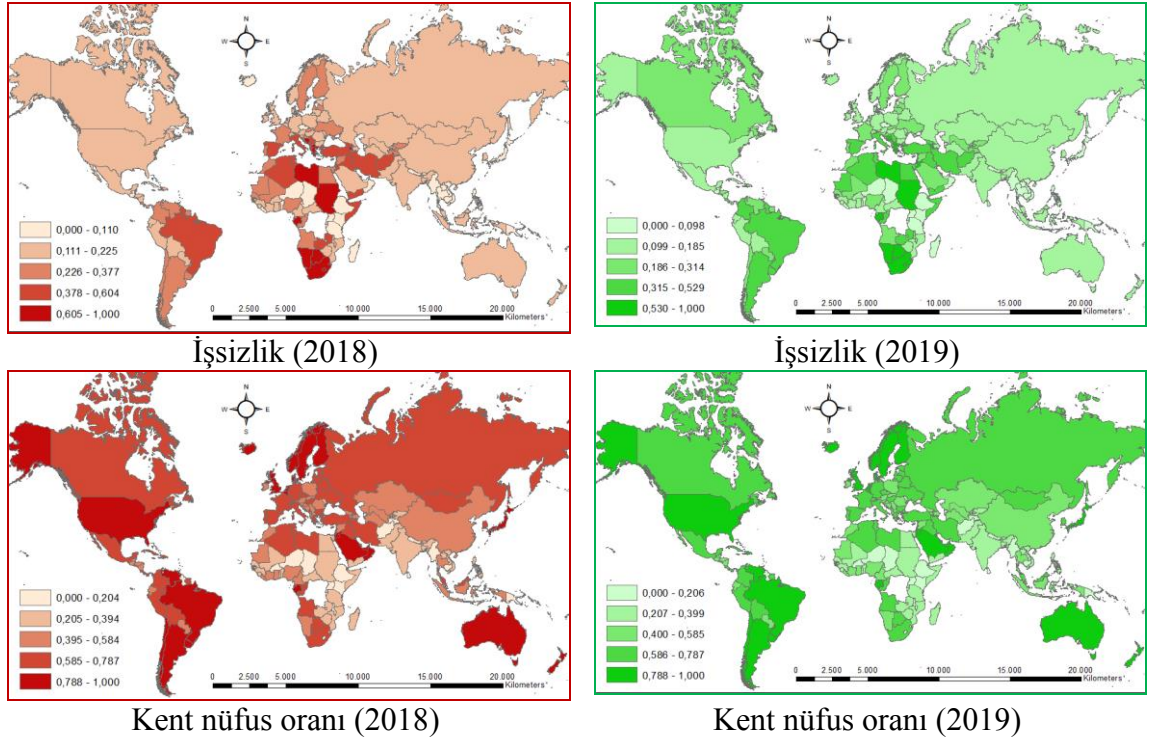 N
W E
S
0,000 - 0,110
0,111 - 0,225
0,226 - 0,377
0,378 - 0,604
0,605 - 1,000
0 2.500 5 000 10 000 15 000 20 000
Kilometers
İşsizlik (2018)
N
W E
S
0,000 - 0,098
0,099 - 0,185
0,186 - 0,314
0,315 - 0,529
0,530 - 1,000
0 2.500 5 000 10 000 15 000 20 000
Kilometers
İşsizlik (2019)
N
W E
S
0,000 - 0,204
0,205 - 0,394
0,395 - 0,584
0,585 - 0,787
0,788 - 1,000
0 2.500 5 000 10 000 15 000 20 000
Kilometers
Kent nüfus oranı (2018)
N
W E
S
0,000 - 0,206
0,207 - 0,399
0,400 - 0,585
0,586 - 0,787
0,788 - 1,000
0 2.500 5 000 10 000 15 000 20 000
Kilometers
Kent nüfus oranı (2019)